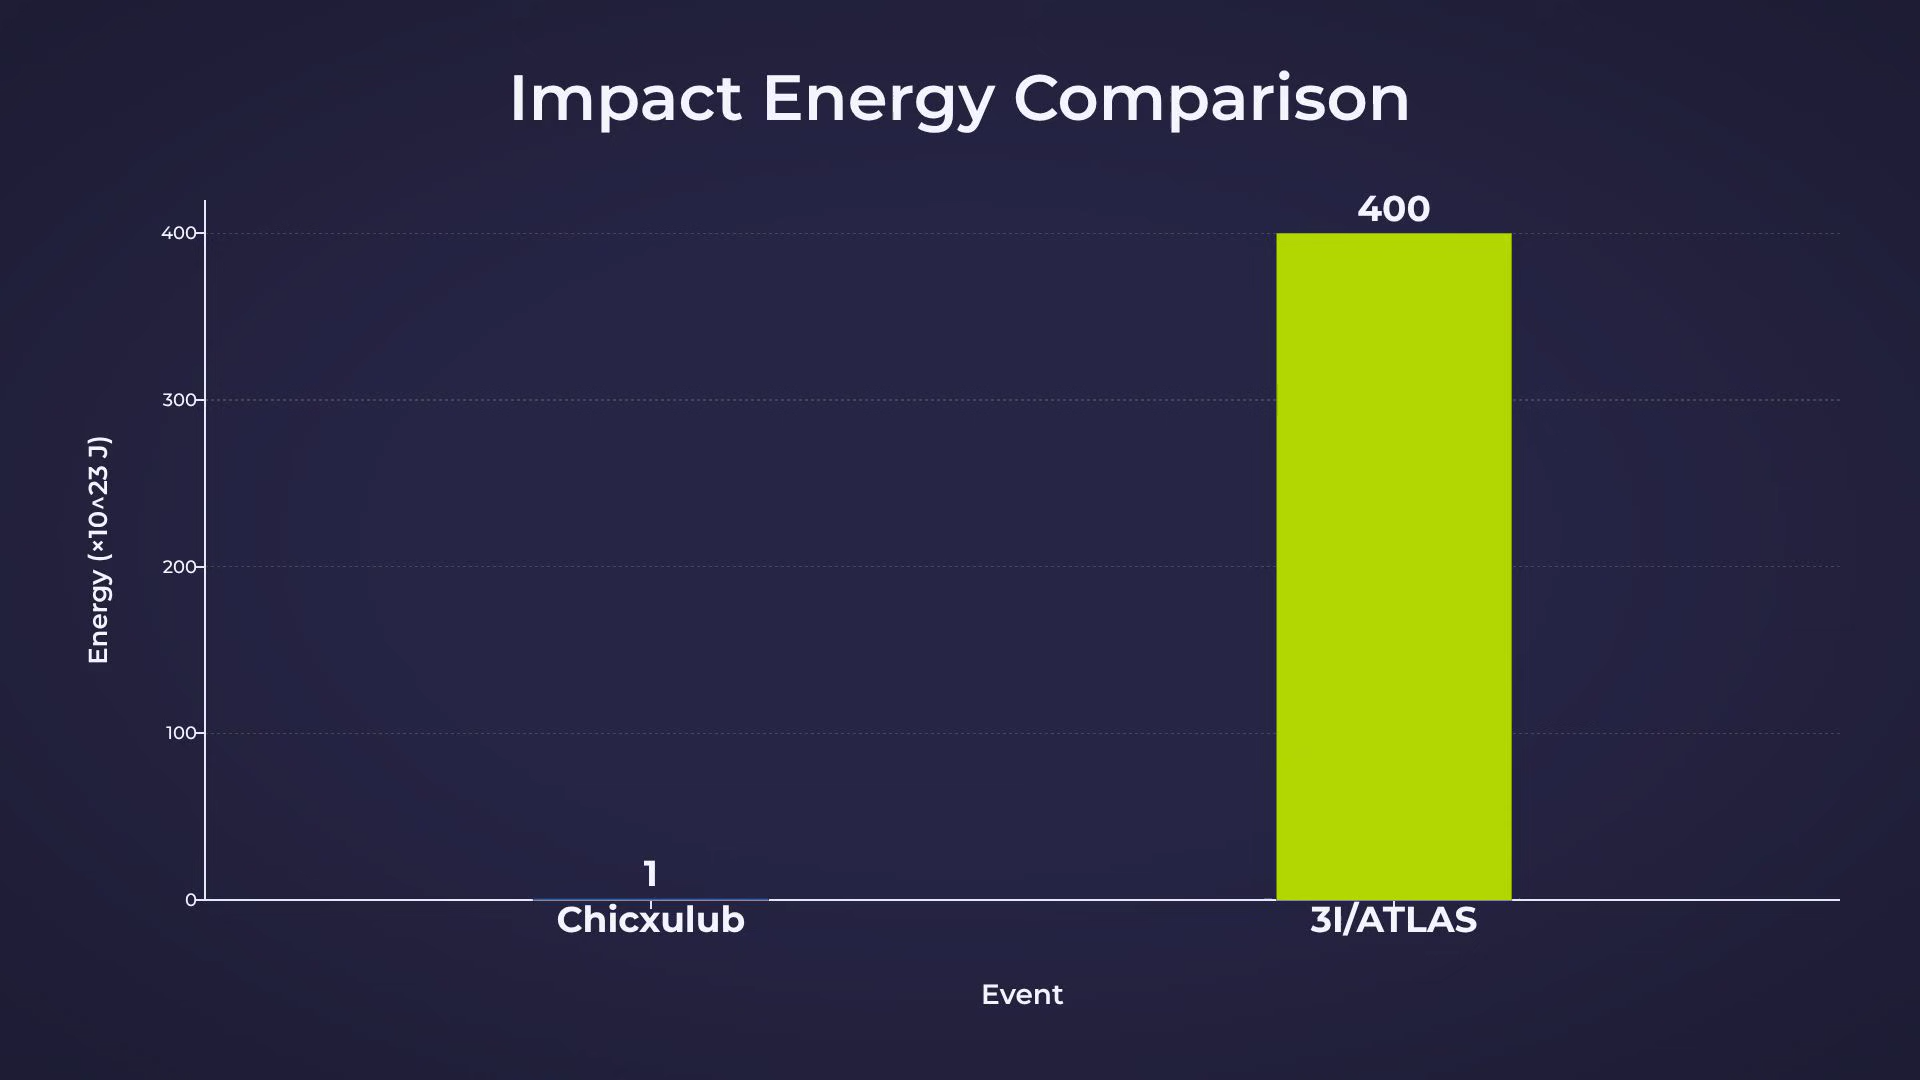 Impact Energy Comparison
400
400
300
Energy (×10^23 J)
200
100
1
0
Chicxulub
3I/ATLAS
Event